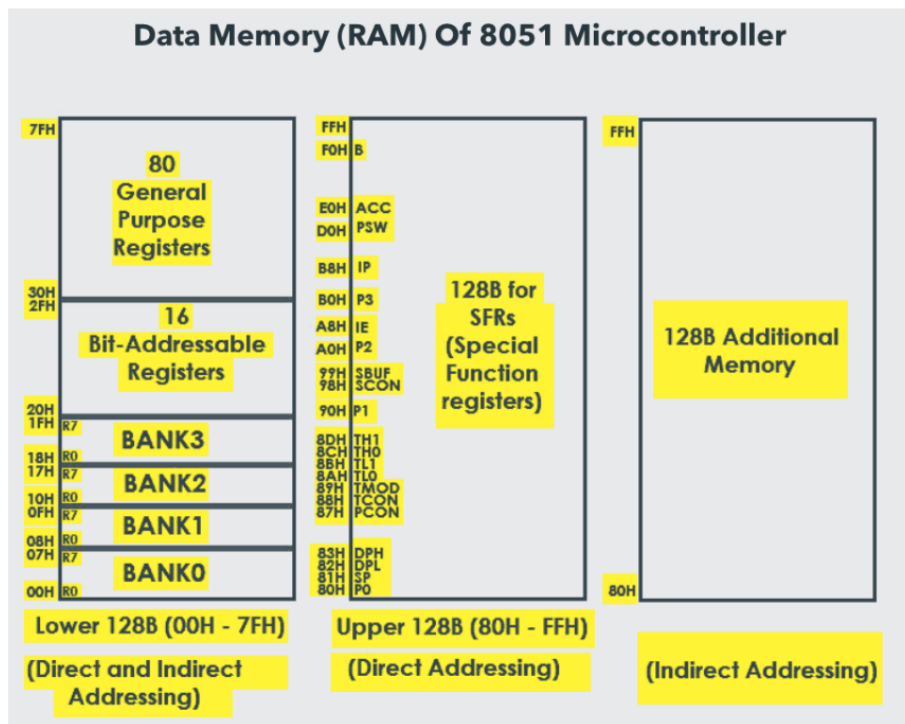 Data Memory (RAM) Of 8051 Microcontroller
7FH
80
General
Purpose
Registers
30H
2FH
16
Bit-Addressable
Registers
20H
1FH R7
BANK3
18H R0
17H R7
BANK2
10H R0
0FH R7
BANK1
08H R0
07H R7
BANK0
00H R0
Lower 128B (00H - 7FH)
(Direct and Indirect
Addressing)
FFH
F0H B
E0H ACC
D0H PSW
B8H IP
B0H P3
A8H IE
A0H P2
99H SBUF
98H SCON
90H P1
8DH TH1
8CH TH0
8BH TL1
8AH TL0
89H TMOD
88H TCON
87H PCON
83H DPH
82H DPL
81H SP
80H P0
128B for
SFRs
(Special
Function
registers)
Upper 128B (80H - FFH)
(Direct Addressing)
FFH
128B Additional
Memory
80H
(Indirect Addressing)